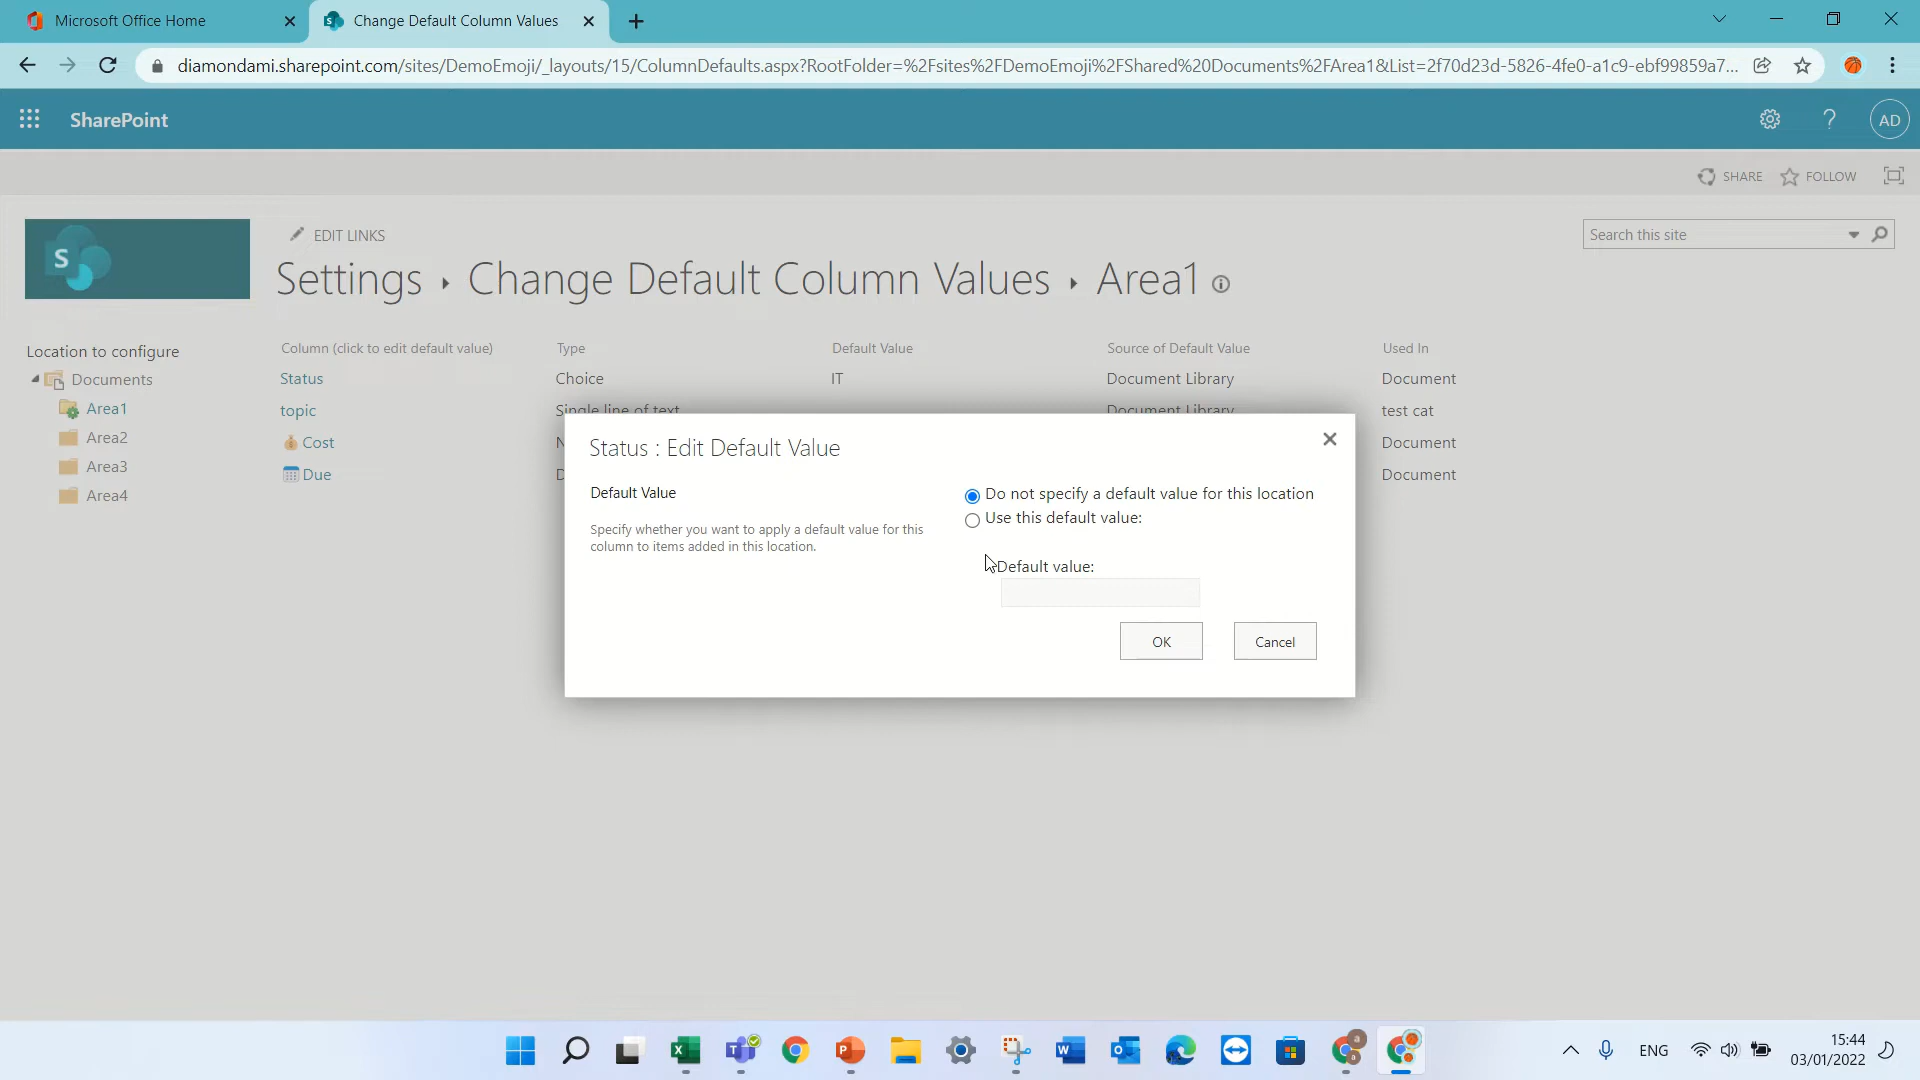 Microsoft Office Home
Change Default Column Values
diamondami.sharepoint.com/sites/DemoEmoji/_layouts/15/ColumnDefaults.aspx?RootFolder=%2Fsites%2FDemoEmoji%2FShared%20Documents%2FArea1&List=2f70d23d-5826-4fe0-a1c9-ebf99859a7...
SharePoint
AD
SHARE
FOLLOW
S
EDIT LINKS
Search this site
Settings ▸ Change Default Column Values ▸ Area1
Location to configure
Documents
Area1
Area2
Area3
Area4
Column (click to edit default value) Type Default Value Source of Default Value Used In
Status Choice IT Document Library Document
topic Single line of text Document Library test cat
Cost N Document
Due D Document
Status : Edit Default Value
Default Value
Specify whether you want to apply a default value for this
column to items added in this location.
Do not specify a default value for this location
Use this default value:
Default value:
OK
Cancel
ENG
15:44
03/01/2022